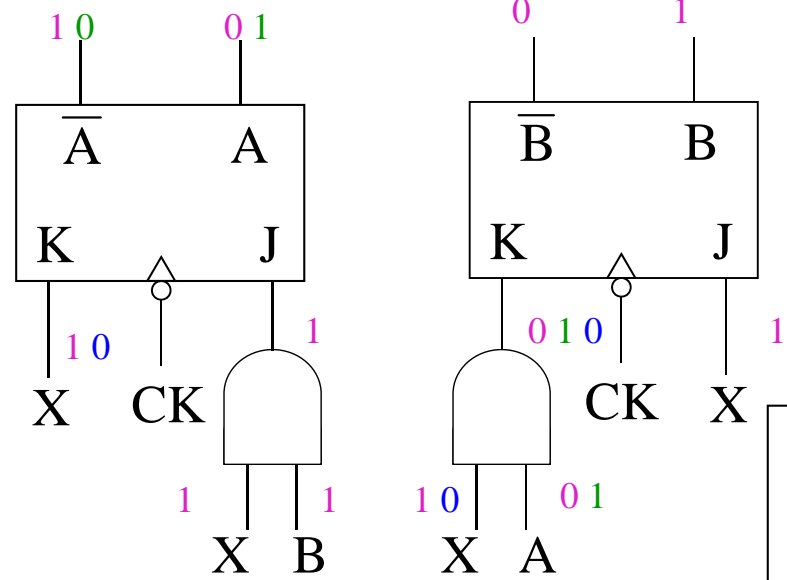 1 0 0 1 0 1
A̅ A B̅ B
K J K J
1 0 1 0 1 0 1
X CK CK X
1 1 1 0 0 1
X B X A